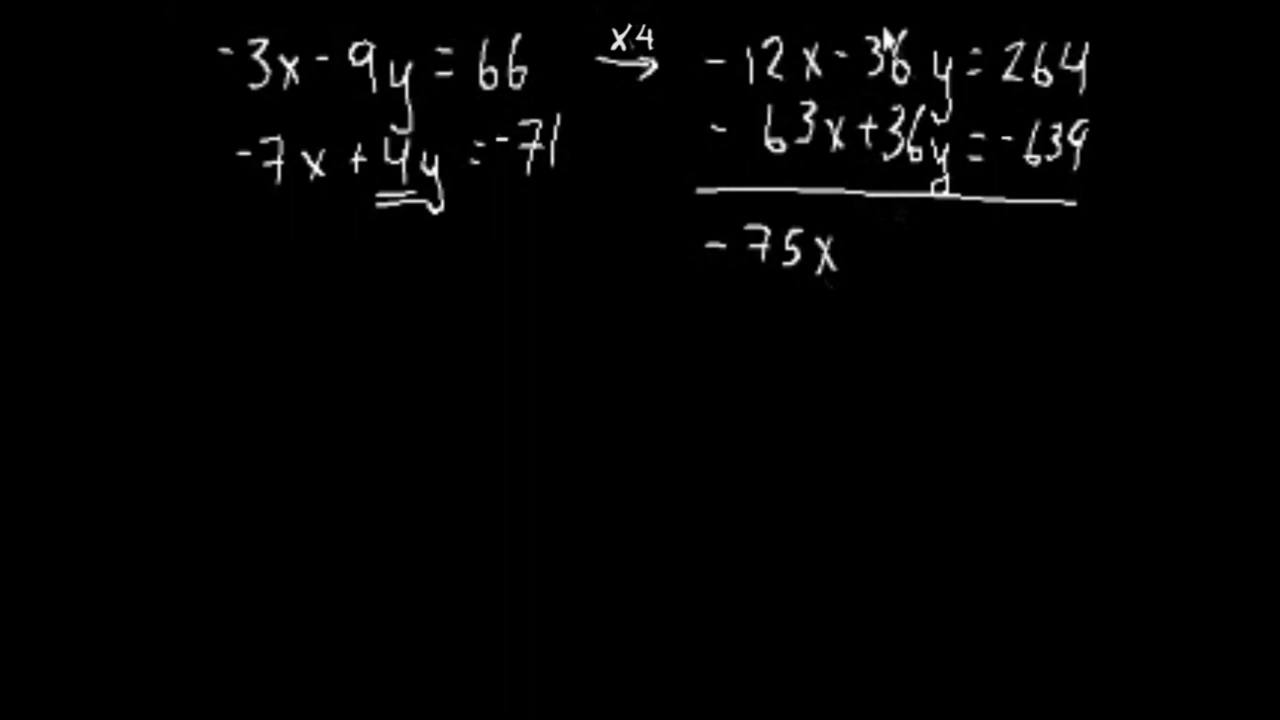 -3x - 9y = 66 x4 → -12x - 36y = 264
-7x + 4y = -71 -63x + 36y = -639
-75x